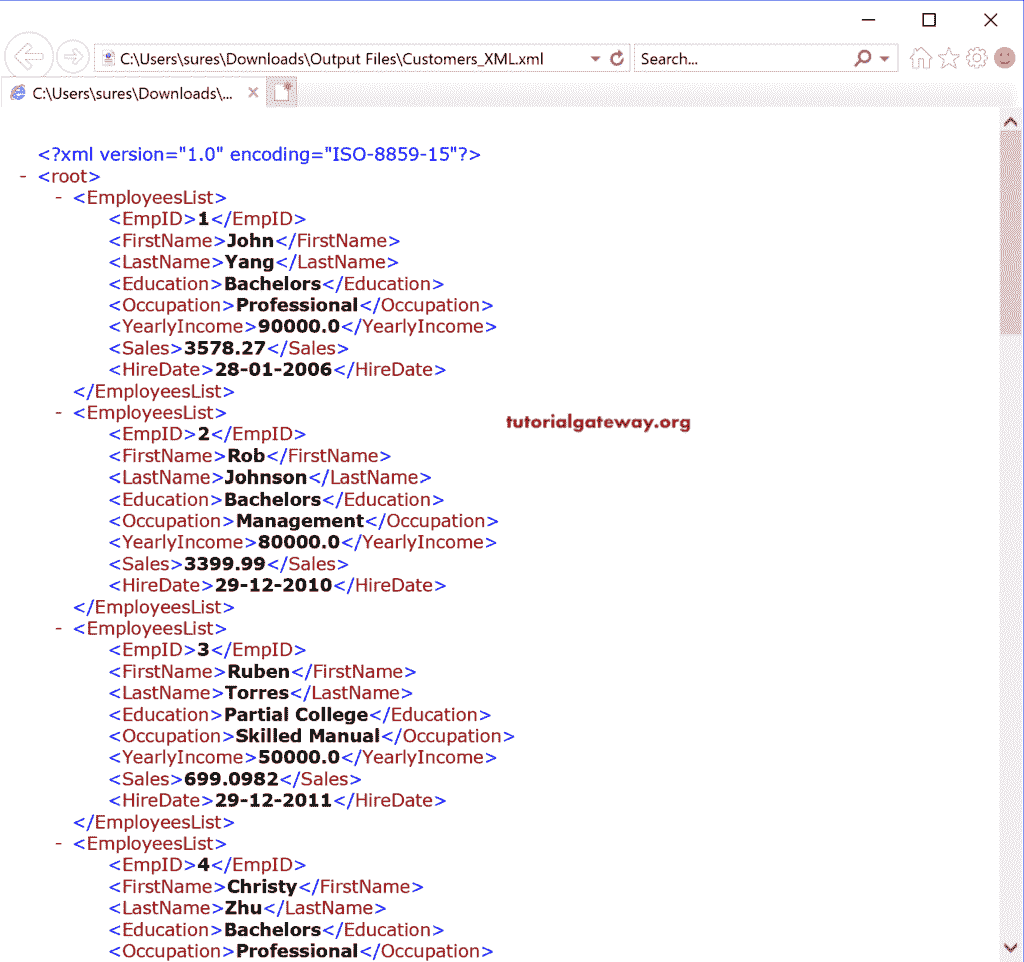 C:\Users\sures\Downloads\Output Files\Customers_XML.xml
Search...
C:\Users\sures\Downloads\...
<?xml version="1.0" encoding="ISO-8859-15"?>
- <root>
- <EmployeesList>
<EmpID>1</EmpID>
<FirstName>John</FirstName>
<LastName>Yang</LastName>
<Education>Bachelors</Education>
<Occupation>Professional</Occupation>
<YearlyIncome>90000.0</YearlyIncome>
<Sales>3578.27</Sales>
<HireDate>28-01-2006</HireDate>
</EmployeesList>
- <EmployeesList>
tutorialgateway.org
<EmpID>2</EmpID>
<FirstName>Rob</FirstName>
<LastName>Johnson</LastName>
<Education>Bachelors</Education>
<Occupation>Management</Occupation>
<YearlyIncome>80000.0</YearlyIncome>
<Sales>3399.99</Sales>
<HireDate>29-12-2010</HireDate>
</EmployeesList>
- <EmployeesList>
<EmpID>3</EmpID>
<FirstName>Ruben</FirstName>
<LastName>Torres</LastName>
<Education>Partial College</Education>
<Occupation>Skilled Manual</Occupation>
<YearlyIncome>50000.0</YearlyIncome>
<Sales>699.0982</Sales>
<HireDate>29-12-2011</HireDate>
</EmployeesList>
- <EmployeesList>
<EmpID>4</EmpID>
<FirstName>Christy</FirstName>
<LastName>Zhu</LastName>
<Education>Bachelors</Education>
<Occupation>Professional</Occupation>